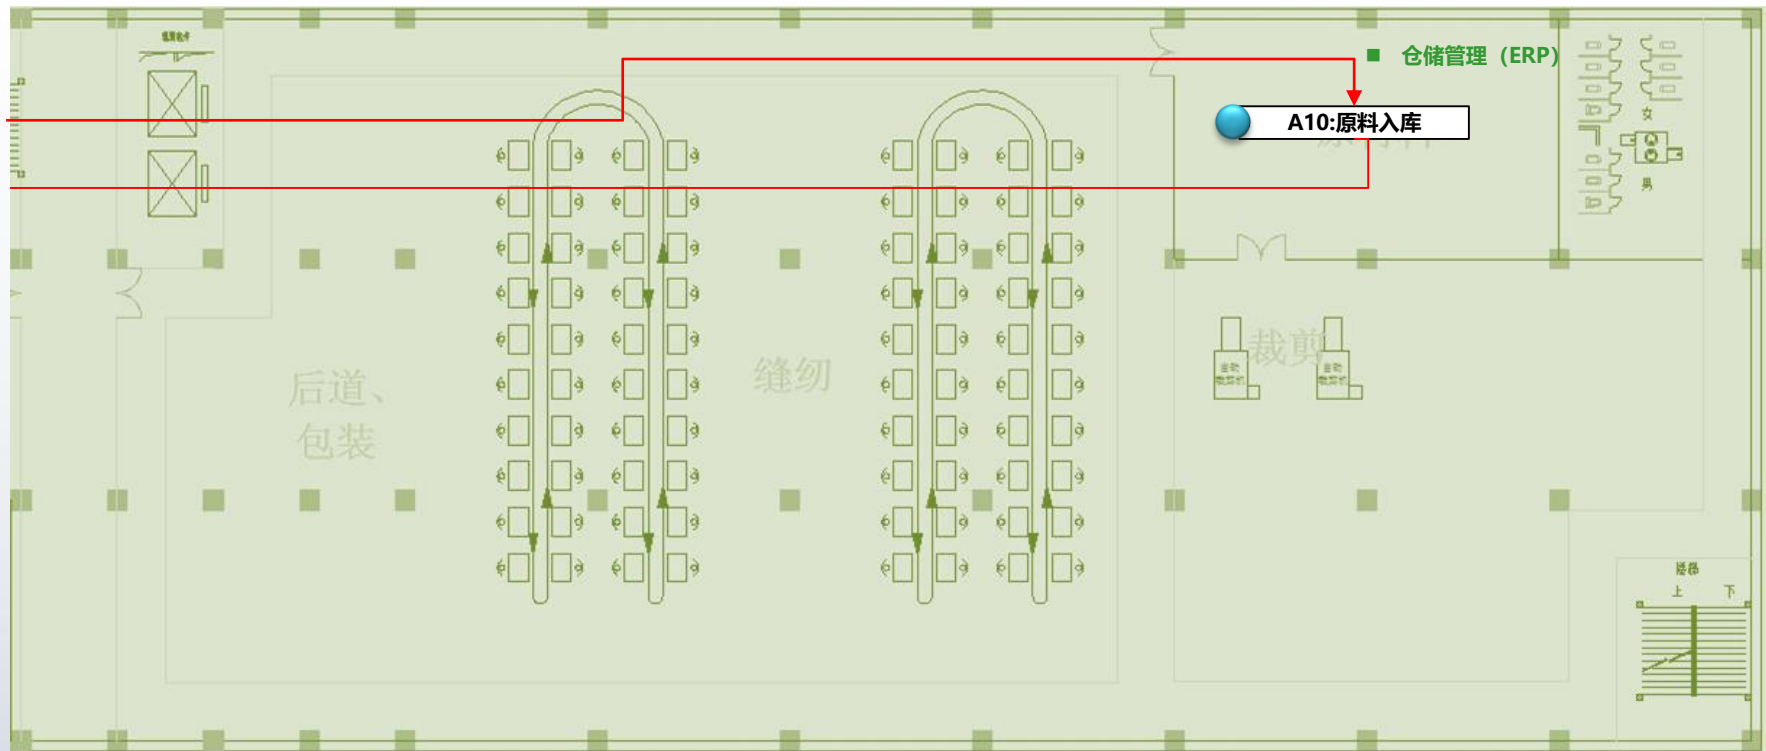 仓储管理（ERP）
女
A10:原料入库
男
裁剪
缝纫
后道、
包装
楼梯
上 下